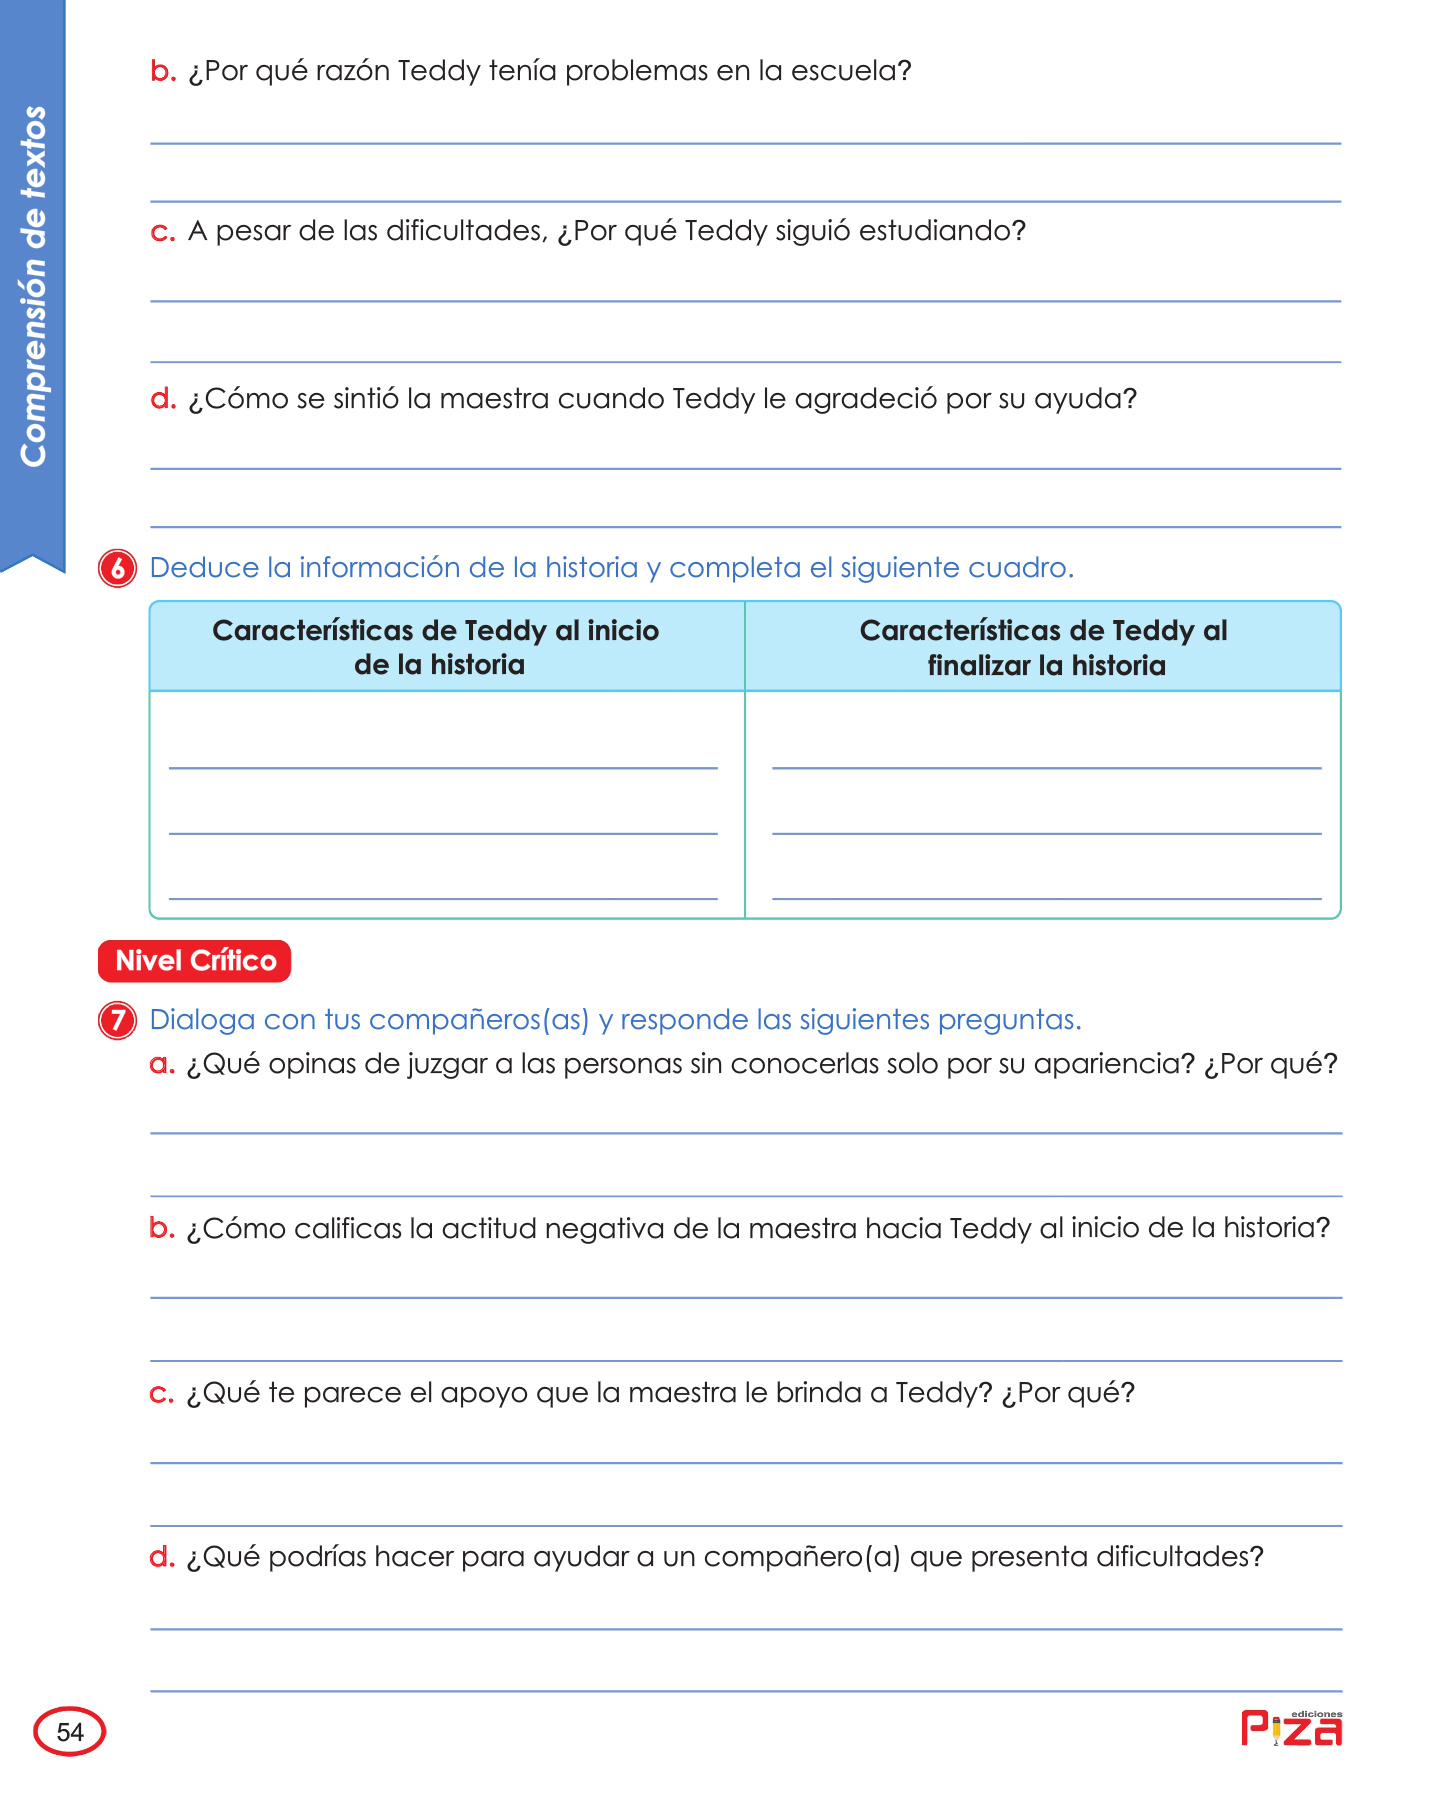 Comprensión de textos
b. ¿Por qué razón Teddy tenía problemas en la escuela?
c. A pesar de las dificultades, ¿Por qué Teddy siguió estudiando?
d. ¿Cómo se sintió la maestra cuando Teddy le agradeció por su ayuda?
6 Deduce la información de la historia y completa el siguiente cuadro.
Características de Teddy al inicio
de la historia
Características de Teddy al
finalizar la historia
Nivel Crítico
7 Dialoga con tus compañeros(as) y responde las siguientes preguntas.
a. ¿Qué opinas de juzgar a las personas sin conocerlas solo por su apariencia? ¿Por qué?
b. ¿Cómo calificas la actitud negativa de la maestra hacia Teddy al inicio de la historia?
c. ¿Qué te parece el apoyo que la maestra le brinda a Teddy? ¿Por qué?
d. ¿Qué podrías hacer para ayudar a un compañero(a) que presenta dificultades?
54
ediciones
Piza